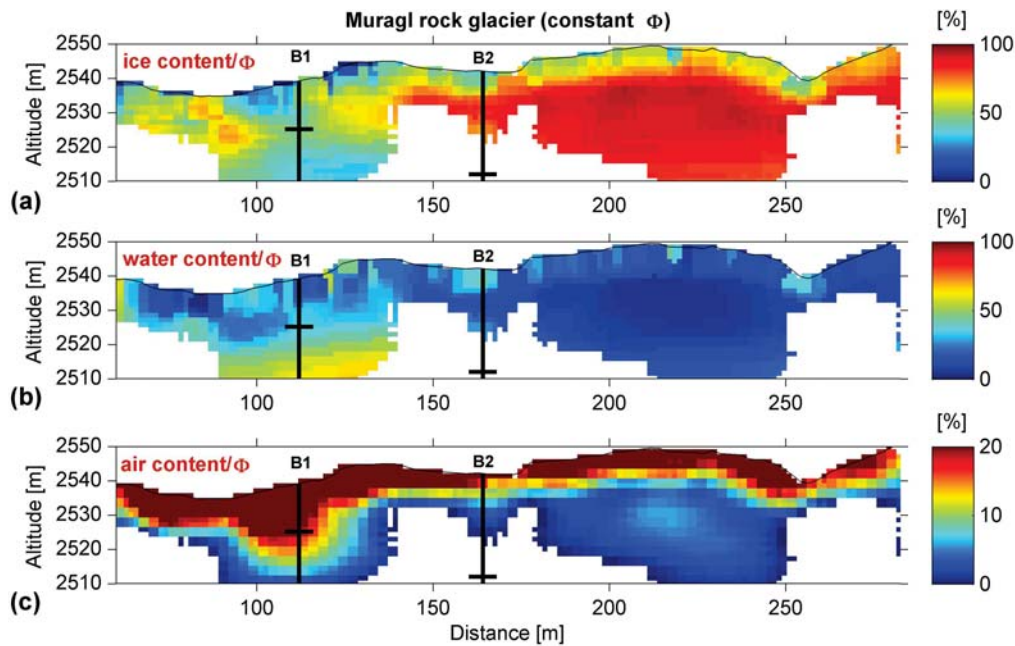 Muragl rock glacier (constant Φ)
[%]
(a)
ice content/Φ
B1
B2
Altitude [m]
2550
2540
2530
2520
2510
100
150
200
250
100
50
0
[%]
(b)
water content/Φ
B1
B2
Altitude [m]
2550
2540
2530
2520
2510
100
150
200
250
100
50
0
[%]
(c)
air content/Φ
B1
B2
Altitude [m]
2550
2540
2530
2520
2510
100
150
200
250
20
10
0
Distance [m]